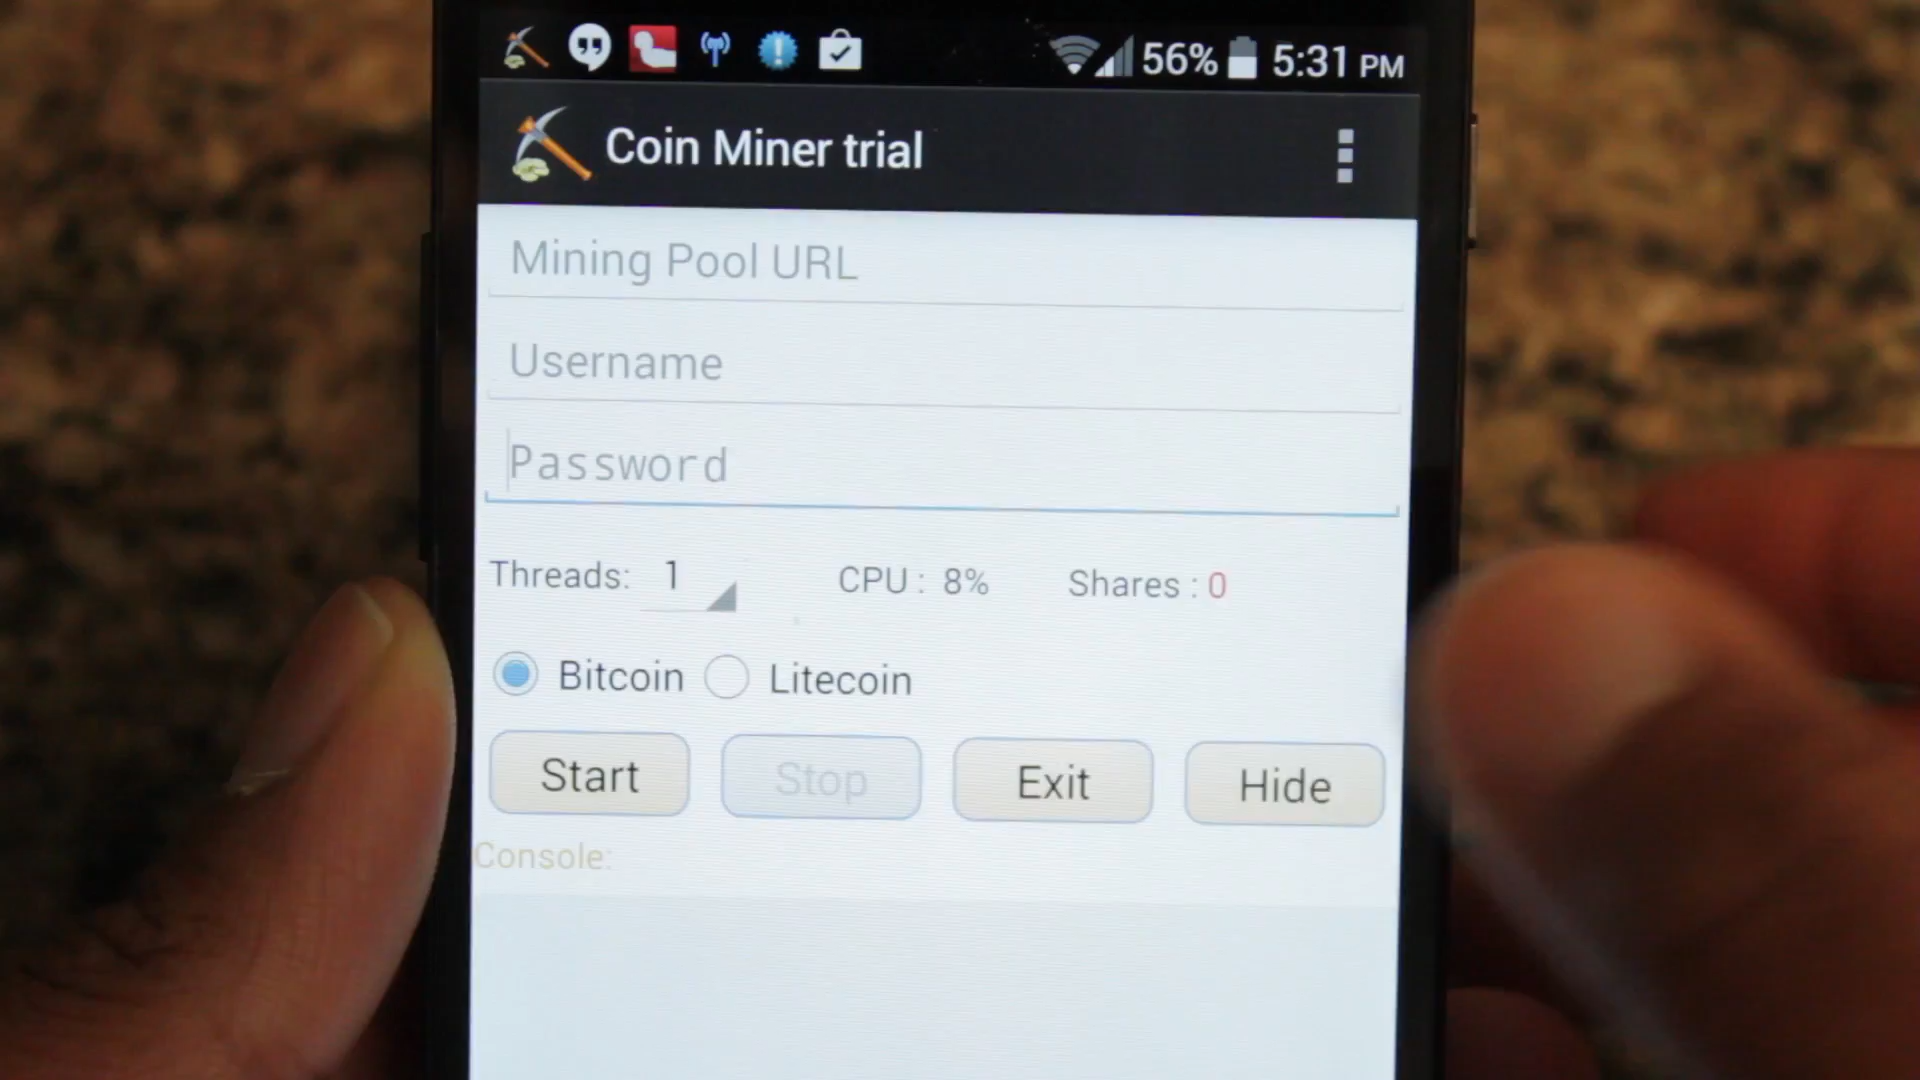 56% 5:31 PM
Coin Miner trial
Mining Pool URL
Username
Password
Threads: 1 CPU : 8% Shares : 0
Bitcoin Litecoin
Start Stop Exit Hide
Console: